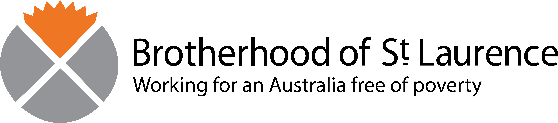 Brotherhood of St Laurence
Working for an Australia free of poverty